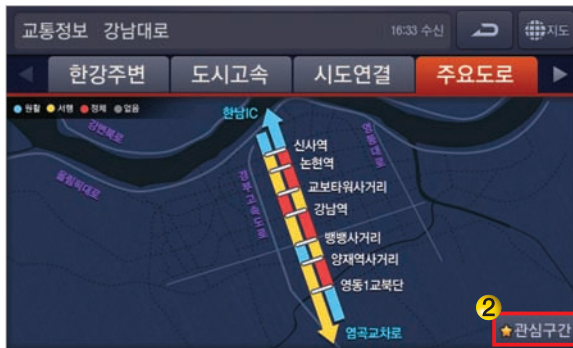 교통정보 강남대로
16:33 수신
지도
한강주변
도시고속
시도연결
주요도로
원활 서행 정체 없음
한남IC
강변북로
영동대로
올림픽대로
경부고속도로
신사역
논현역
교보타워사거리
강남역
뱅뱅사거리
양재역사거리
영동1교북단
염곡교차로
2
관심구간